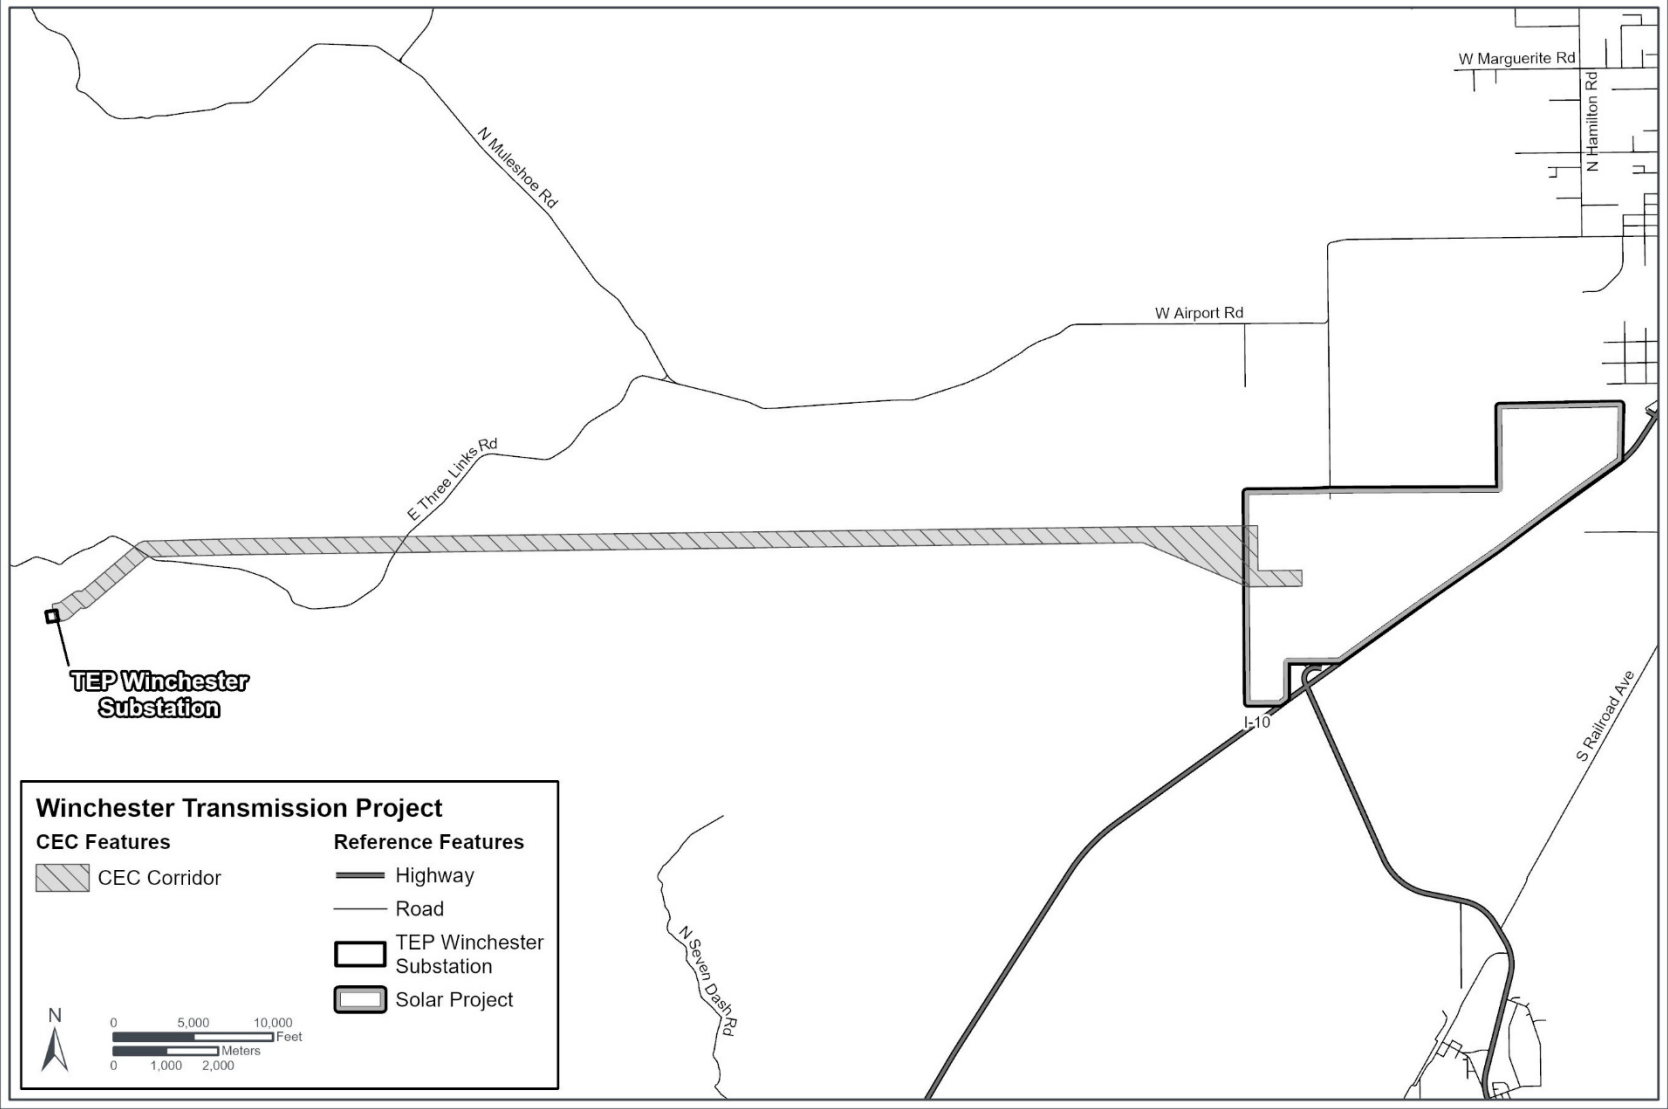 W Marguerite Rd
N Hamilton Rd
N Muleshoe Rd
W Airport Rd
E Three Links Rd
TEP Winchester
Substation
I-10
S Railroad Ave
N Seven Dash Rd
Winchester Transmission Project
CEC Features
CEC Corridor
Reference Features
Highway
Road
TEP Winchester
Substation
Solar Project
N
0 5,000 10,000
Feet
Meters
0 1,000 2,000